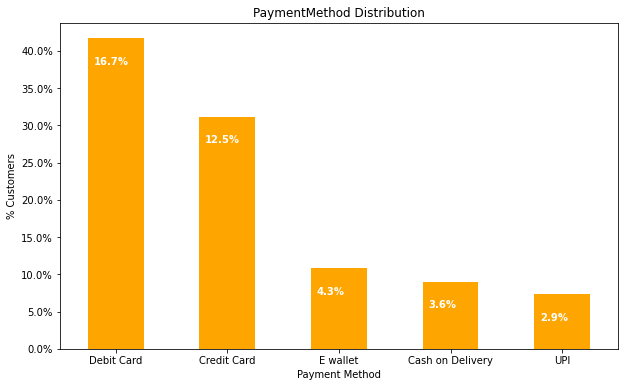 PaymentMethod Distribution
% Customers
40.0%
35.0%
30.0%
25.0%
20.0%
15.0%
10.0%
5.0%
0.0%
16.7%
12.5%
4.3%
3.6%
2.9%
Debit Card
Credit Card
E wallet
Cash on Delivery
UPI
Payment Method